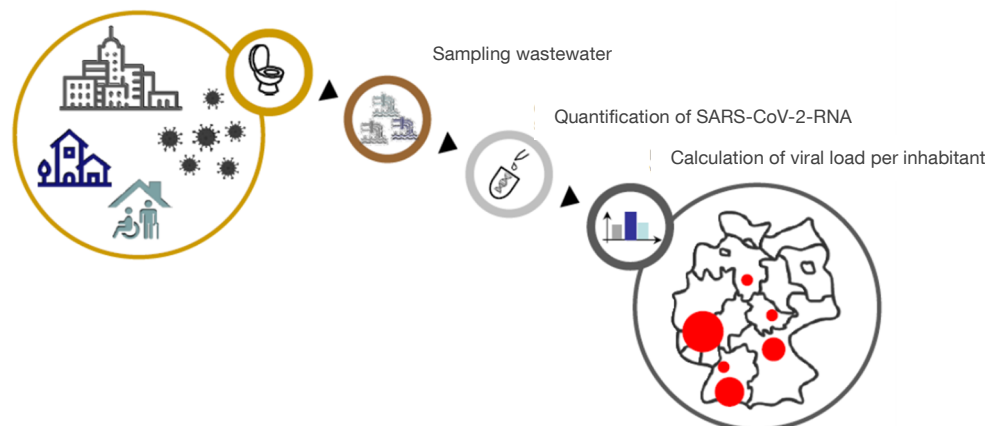 Sampling wastewater
Quantification of SARS-CoV-2-RNA
Calculation of viral load per inhabitant